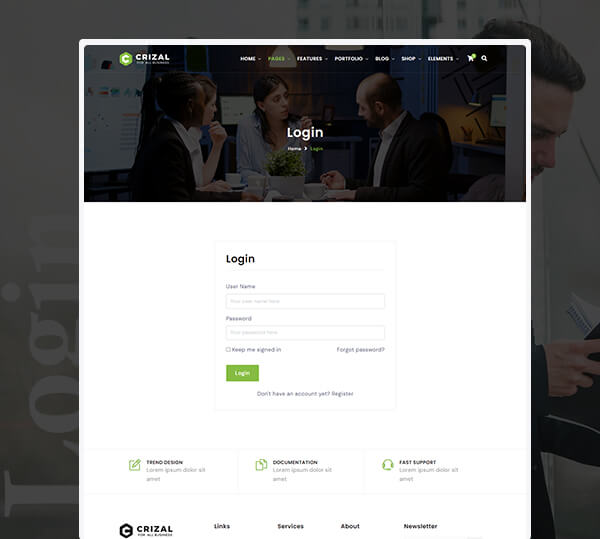 CRIZAL
FOR ALL BUSINESS
HOME PAGES FEATURES PORTFOLIO BLOG SHOP ELEMENTS
Login
Home Login
Login
Login
User Name
Your user name here
Password
Your password here
Keep me signed in Forgot password?
Login
Don't have an account yet? Register
TREND DESIGN
Lorem ipsum dolor sit
amet
DOCUMENTATION
Lorem ipsum dolor sit
amet
FAST SUPPORT
Lorem ipsum dolor sit
amet
CRIZAL
FOR ALL BUSINESS
Links Services About Newsletter